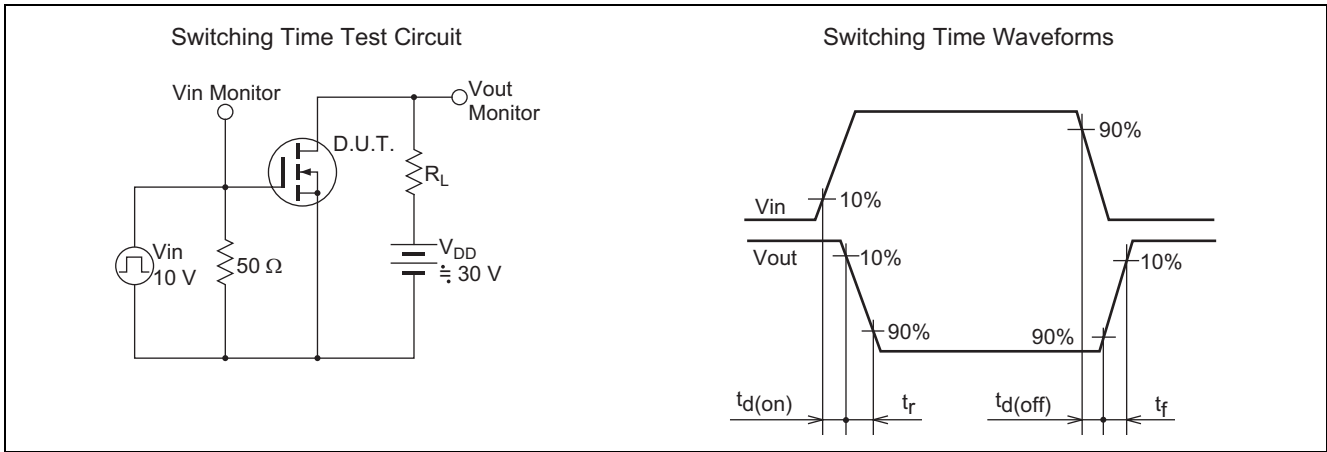 Switching Time Test Circuit
Vin Monitor
Vout
Monitor
D.U.T.
RL
Vin
10 V
50 Ω
VDD
≒ 30 V
Switching Time Waveforms
Vin
10%
90%
Vout
10%
90%
90%
10%
td(on)
tr
td(off)
tf